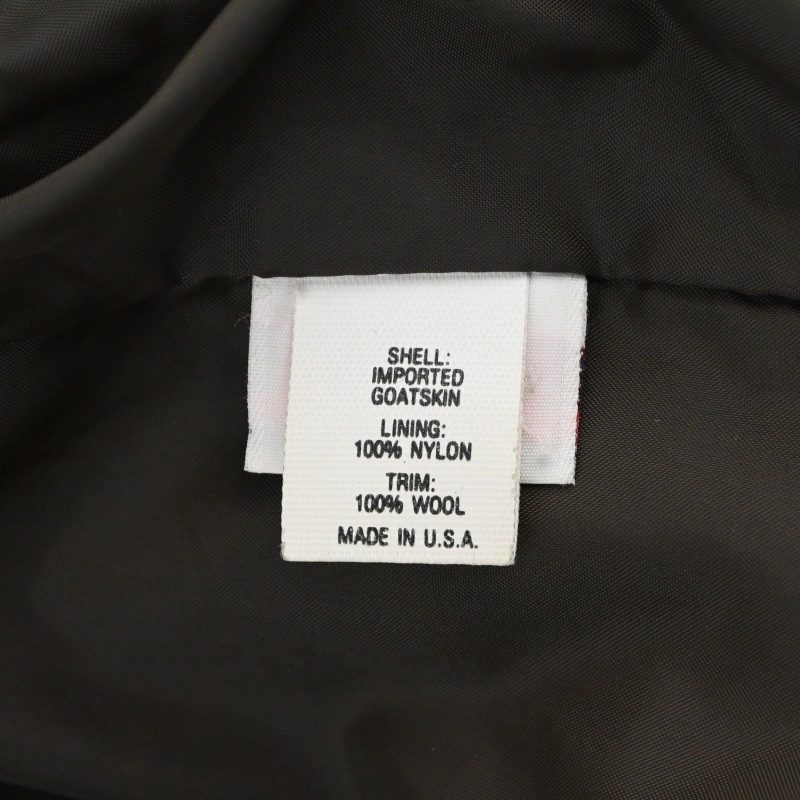 SHELL:
IMPORTED
GOATSKIN
LINING:
100% NYLON
TRIM:
100% WOOL
MADE IN U.S.A.